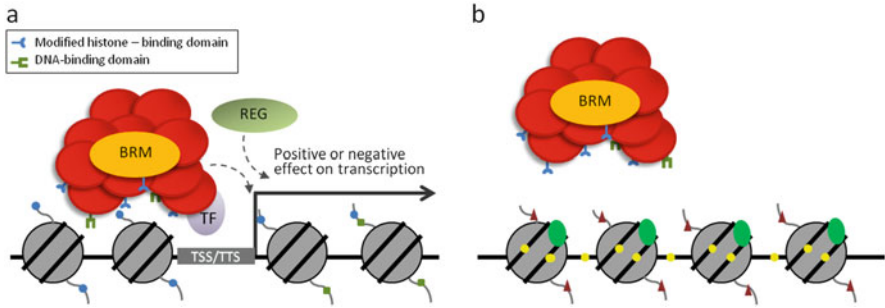 a
Modified histone – binding domain
DNA-binding domain
REG
BRM
Positive or negative
effect on transcription
TF
TSS/TTS
b
BRM